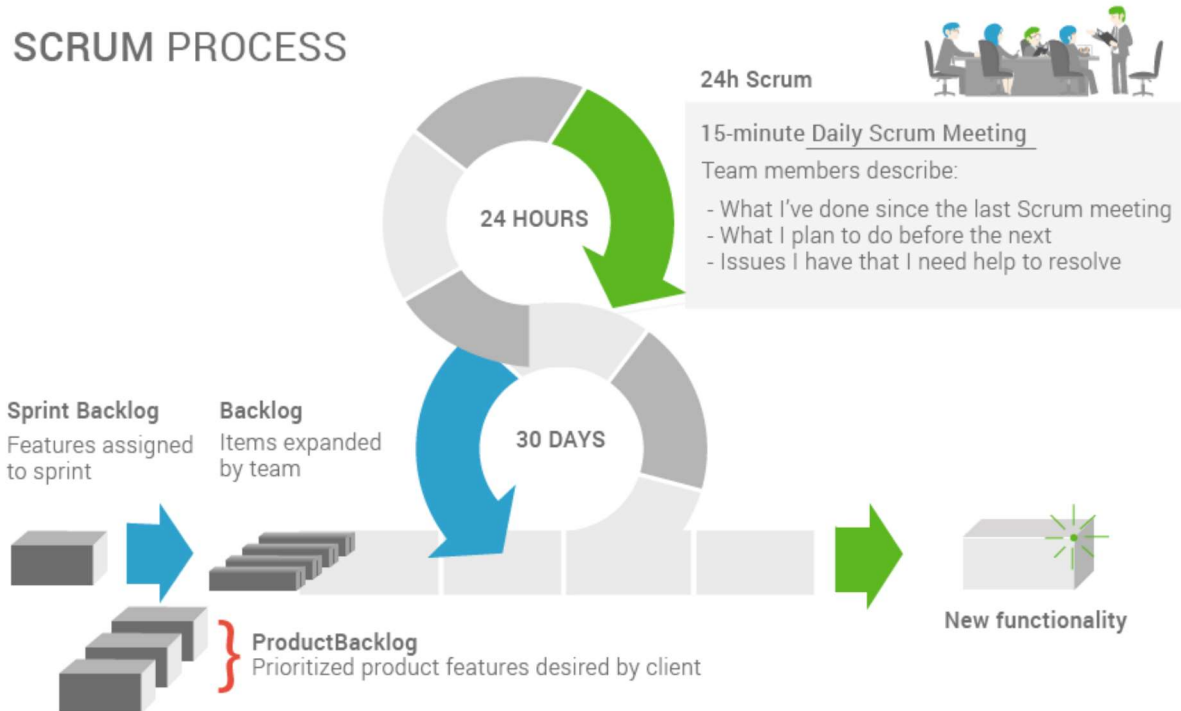 SCRUM PROCESS
24h Scrum
15-minute Daily Scrum Meeting
Team members describe:
- What I've done since the last Scrum meeting
- What I plan to do before the next
- Issues I have that I need help to resolve
24 HOURS
30 DAYS
Sprint Backlog
Features assigned
to sprint
Backlog
Items expanded
by team
ProductBacklog
Prioritized product features desired by client
New functionality